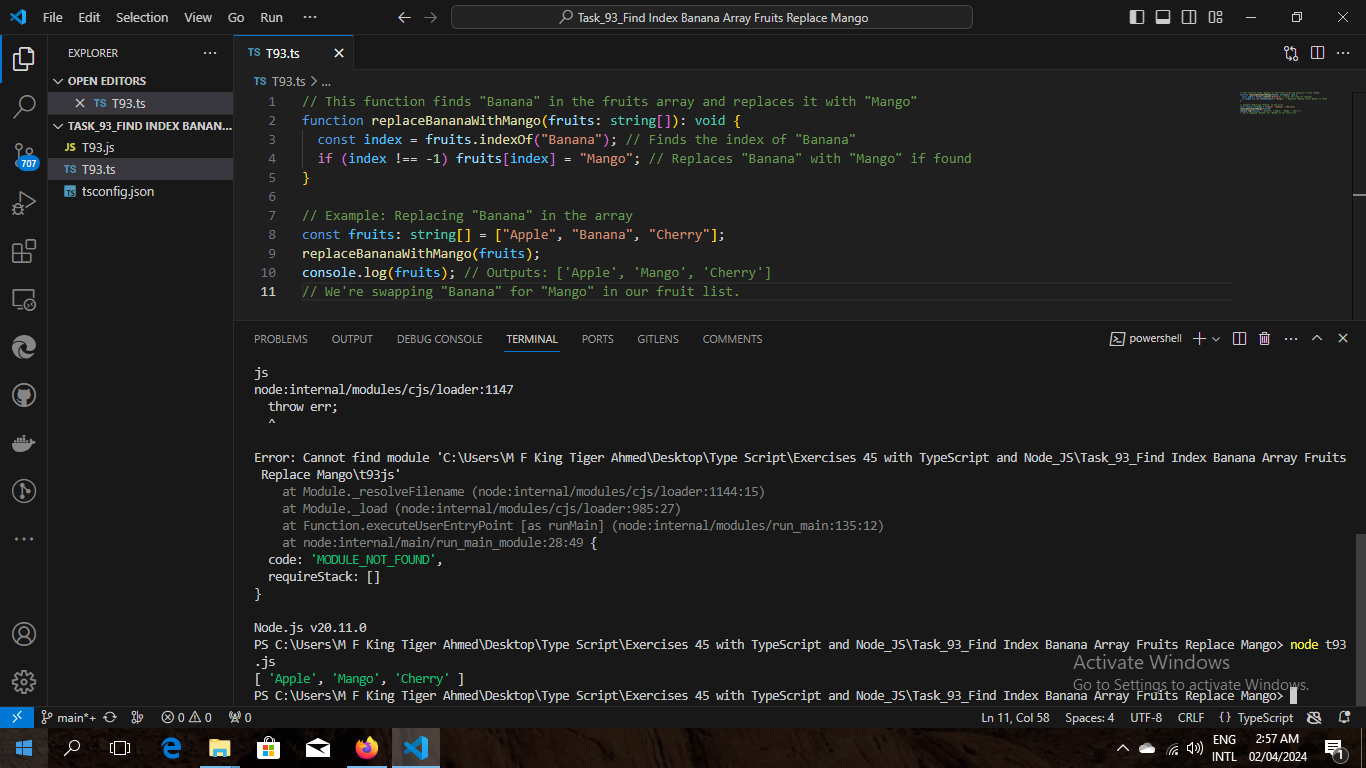 File Edit Selection View Go Run ···
Task_93_Find Index Banana Array Fruits Replace Mango
EXPLORER
OPEN EDITORS
TS T93.ts
TASK_93_FIND INDEX BANAN...
JS T93.js
TS T93.ts
tsconfig.json
707
TS T93.ts
TS T93.ts > ...
1 // This function finds "Banana" in the fruits array and replaces it with "Mango"
2 function replaceBananaWithMango(fruits: string[]): void {
3 const index = fruits.indexOf("Banana"); // Finds the index of "Banana"
4 if (index !== -1) fruits[index] = "Mango"; // Replaces "Banana" with "Mango" if found
5 }
6
7 // Example: Replacing "Banana" in the array
8 const fruits: string[] = ["Apple", "Banana", "Cherry"];
9 replaceBananaWithMango(fruits);
10 console.log(fruits); // Outputs: ['Apple', 'Mango', 'Cherry']
11 // We're swapping "Banana" for "Mango" in our fruit list.
PROBLEMS OUTPUT DEBUG CONSOLE TERMINAL PORTS GITLENS COMMENTS
powershell
js
node:internal/modules/cjs/loader:1147
throw err;
^
Error: Cannot find module 'C:\Users\M F King Tiger Ahmed\Desktop\Type Script\Exercises 45 with TypeScript and Node_JS\Task_93_Find Index Banana Array Fruits
Replace Mango\t93js'
at Module._resolveFilename (node:internal/modules/cjs/loader:1144:15)
at Module._load (node:internal/modules/cjs/loader:985:27)
at Function.executeUserEntryPoint [as runMain] (node:internal/modules/run_main:135:12)
at node:internal/main/run_main_module:28:49 {
code: 'MODULE_NOT_FOUND',
requireStack: []
}
Node.js v20.11.0
PS C:\Users\M F King Tiger Ahmed\Desktop\Type Script\Exercises 45 with TypeScript and Node_JS\Task_93_Find Index Banana Array Fruits Replace Mango> node t93
.js
[ 'Apple', 'Mango', 'Cherry' ]
PS C:\Users\M F King Tiger Ahmed\Desktop\Type Script\Exercises 45 with TypeScript and Node_JS\Task_93_Find Index Banana Array Fruits Replace Mango>
Activate Windows
Go to Settings to activate Windows.
main*+ 0 0 0 Ln 11, Col 58 Spaces: 4 UTF-8 CRLF {} TypeScript
ENG 2:57 AM
INTL 02/04/2024
1